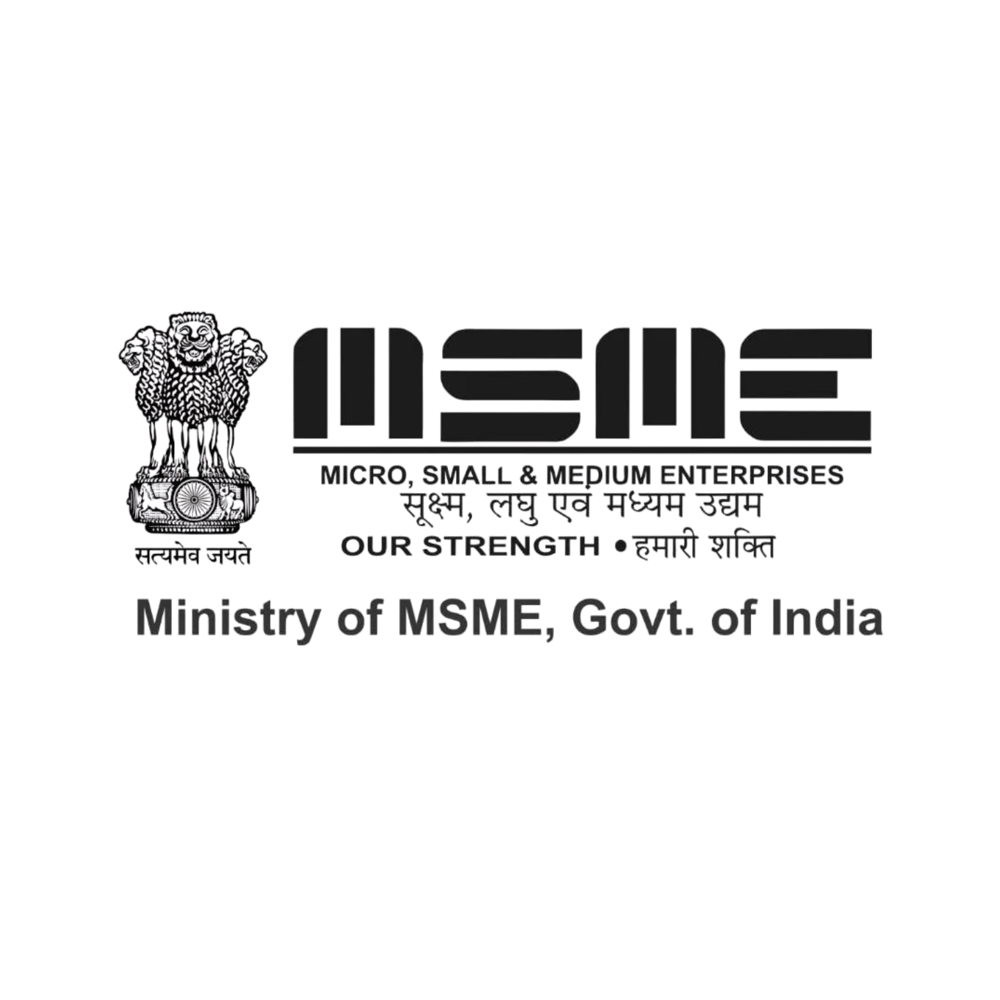 MSME
MICRO, SMALL & MEDIUM ENTERPRISES
सूक्ष्म, लघु एवं मध्यम उद्यम
OUR STRENGTH • हमारी शक्ति
सत्यमेव जयते
Ministry of MSME, Govt. of India